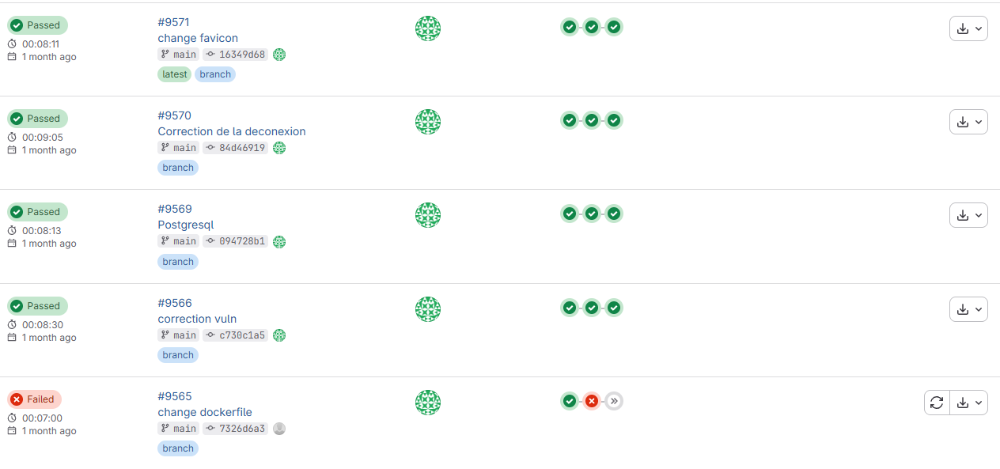 Passed
00:08:11
1 month ago
#9571
change favicon
main 16349d68
latest branch
Passed
00:09:05
1 month ago
#9570
Correction de la deconexion
main 84d46919
branch
Passed
00:08:13
1 month ago
#9569
Postgresql
main 094728b1
branch
Passed
00:08:30
1 month ago
#9566
correction vuln
main c730c1a5
branch
Failed
00:07:00
1 month ago
#9565
change dockerfile
main 7326d6a3
branch